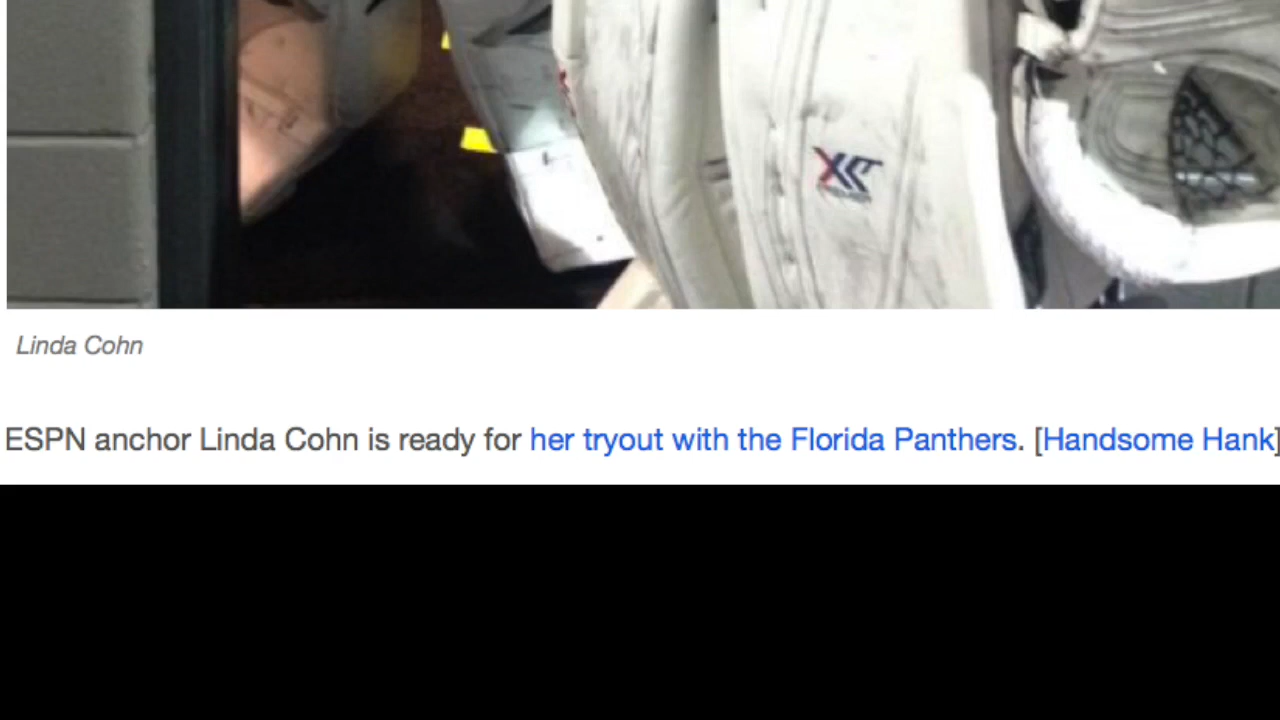 Linda Cohn
ESPN anchor Linda Cohn is ready for her tryout with the Florida Panthers. [Handsome Hank]